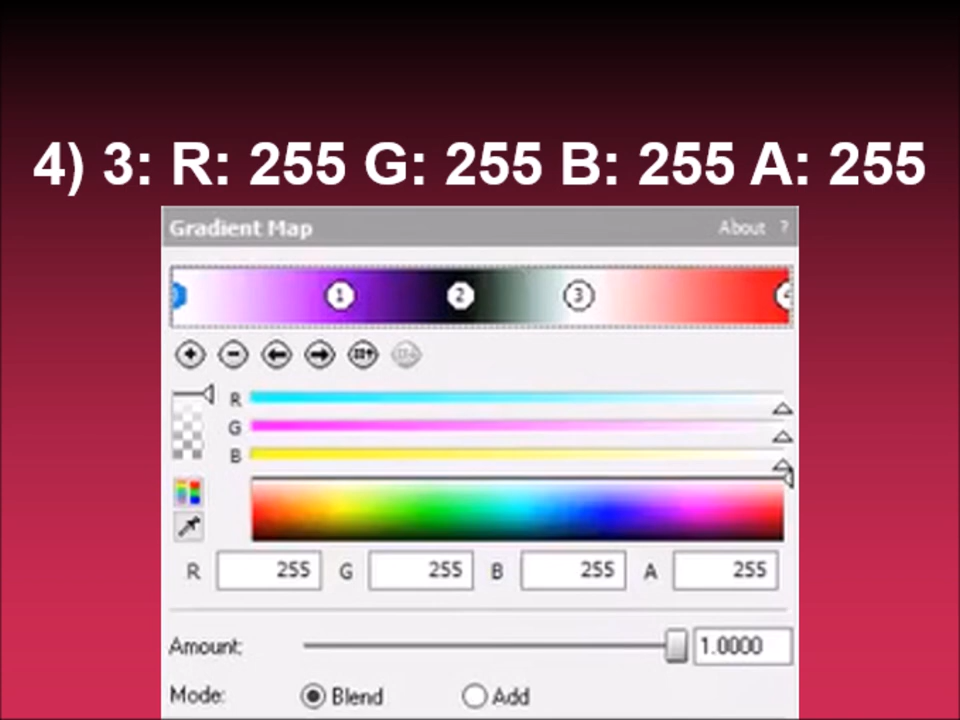 4) 3: R: 255 G: 255 B: 255 A: 255
Gradient Map About ?
1 2 3 4
R
G
B
R 255 G 255 B 255 A 255
Amount: 1.0000
Mode: Blend Add